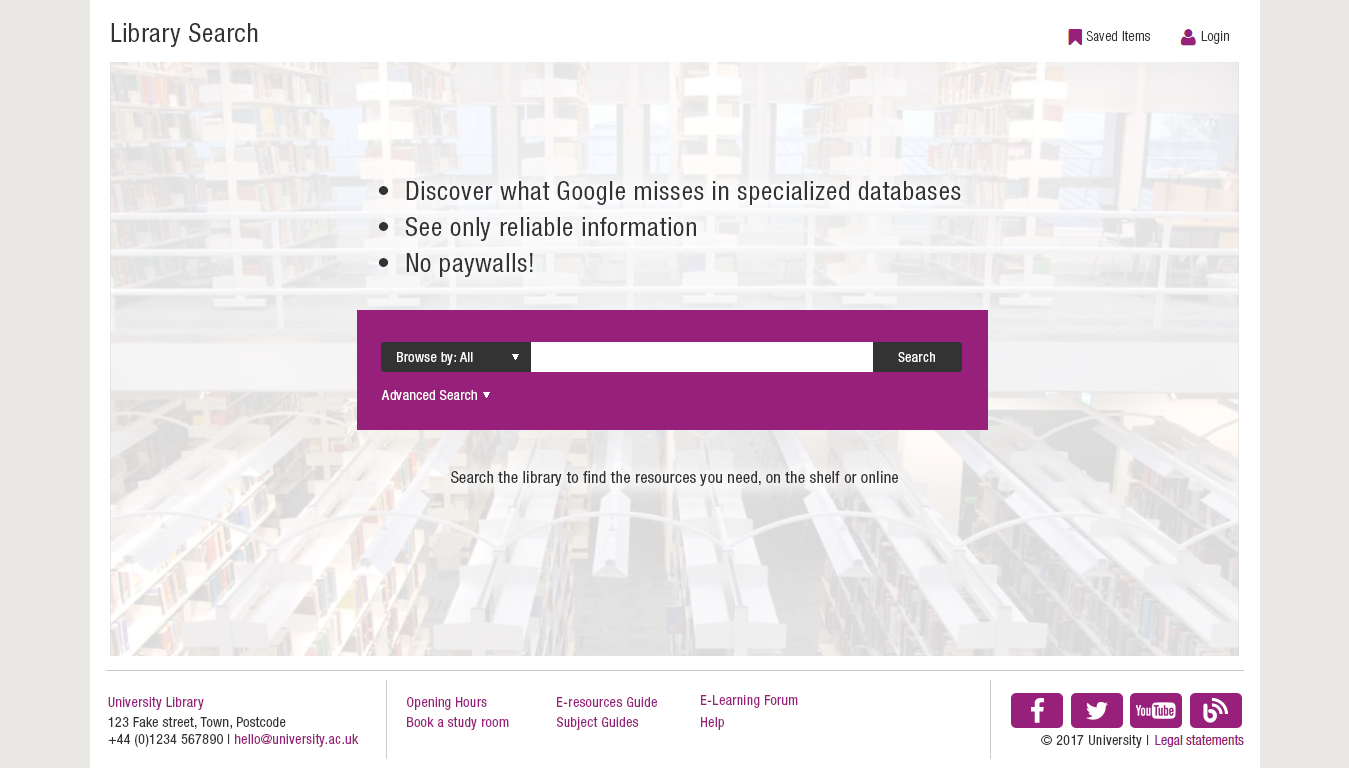 Library Search
Saved Items
Login
• Discover what Google misses in specialized databases
• See only reliable information
• No paywalls!
Browse by: All
Search
Advanced Search
Search the library to find the resources you need, on the shelf or online
University Library
123 Fake street, Town, Postcode
+44 (0)1234 567890 | hello@university.ac.uk
Opening Hours
Book a study room
E-resources Guide
Subject Guides
E-Learning Forum
Help
YouTube
© 2017 University | Legal statements